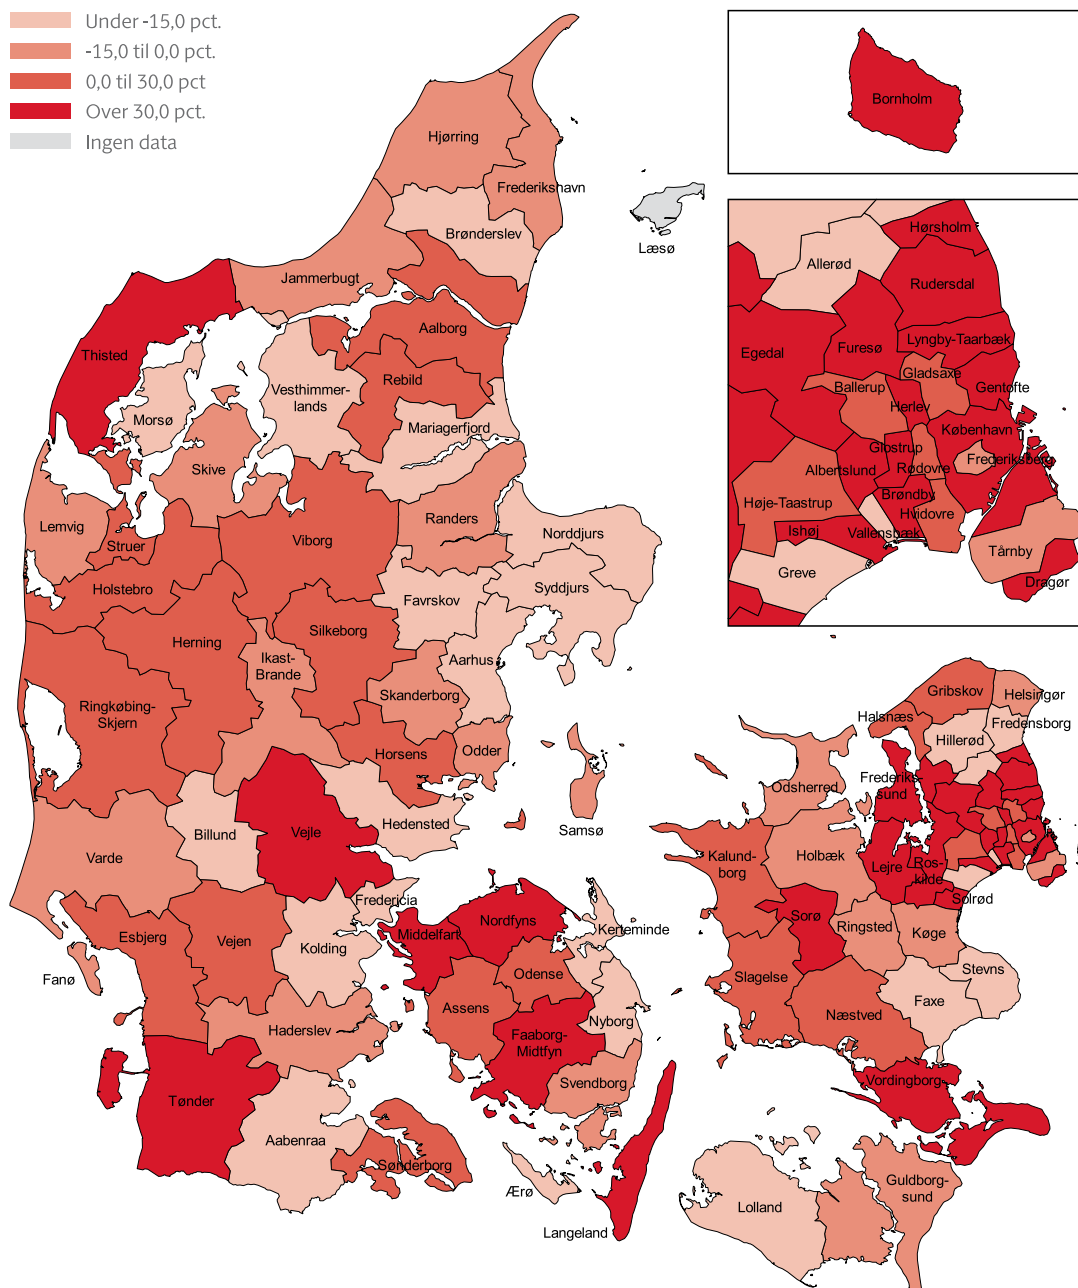 Under -15,0 pct.
-15,0 til 0,0 pct.
0,0 til 30,0 pct
Over 30,0 pct.
Ingen data
Bornholm
Hjørring
Frederikshavn
Brønderslev
Læsø
Jammerbugt
Aalborg
Thisted
Rebild
Vesthimmer-
lands
Morsø
Mariagerfjord
Skive
Lemvig
Randers
Norddjurs
Struer
Viborg
Holstebro
Favrskov
Syddjurs
Silkeborg
Herning
Ikast-
Brande
Aarhus
Skanderborg
Ringkøbing-
Skjern
Horsens
Odder
Samsø
Hedensted
Billund
Vejle
Varde
Fredericia
Esbjerg
Vejen
Kolding
Fanø
Haderslev
Tønder
Aabenraa
Sønderborg
Middelfart
Nordfyns
Kerteminde
Odense
Assens
Nyborg
Faaborg-
Midtfyn
Svendborg
Ærø
Langeland
Hørsholm
Allerød
Rudersdal
Egedal
Furesø
Lyngby-Taarbæk
Gladsaxe
Ballerup
Gentofte
Herlev
København
Glostrup
Frederiksberg
Albertslund
Rødovre
Høje-Taastrup
Brøndby
Hvidovre
Ishøj
Vallensbæk
Greve
Tårnby
Dragør
Gribskov
Helsingør
Halsnæs
Fredensborg
Hillerød
Frederiks-
sund
Odsherred
Kalund-
borg
Holbæk
Lejre
Ros-
kilde
Solrød
Sorø
Ringsted
Køge
Stevns
Slagelse
Faxe
Næstved
Vordingborg
Guldborg-
sund
Lolland